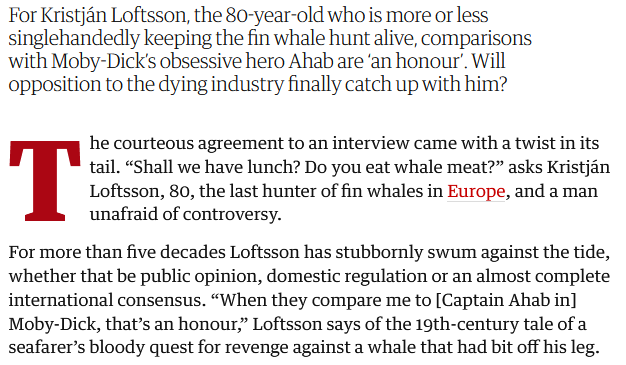 For Kristján Loftsson, the 80-year-old who is more or less
singlehandedly keeping the fin whale hunt alive, comparisons
with Moby-Dick’s obsessive hero Ahab are ‘an honour’. Will
opposition to the dying industry finally catch up with him?
The courteous agreement to an interview came with a twist in its
tail. “Shall we have lunch? Do you eat whale meat?” asks Kristján
Loftsson, 80, the last hunter of fin whales in Europe, and a man
unafraid of controversy.
For more than five decades Loftsson has stubbornly swum against the tide,
whether that be public opinion, domestic regulation or an almost complete
international consensus. “When they compare me to [Captain Ahab in]
Moby-Dick, that’s an honour,” Loftsson says of the 19th-century tale of a
seafarer’s bloody quest for revenge against a whale that had bit off his leg.